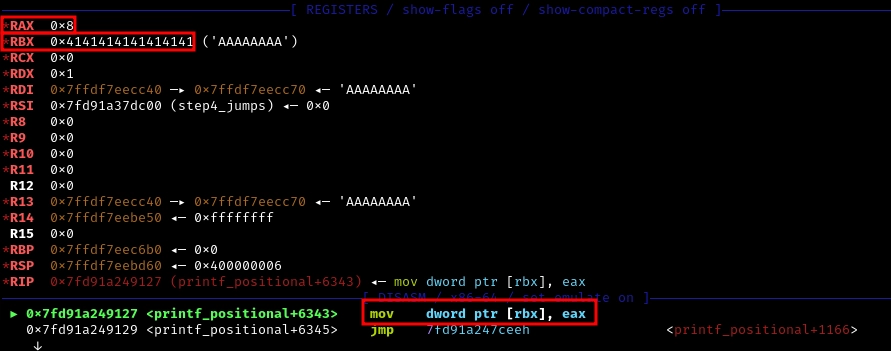 [ REGISTERS / show-flags off / show-compact-regs off ]
*RAX 0×8
*RBX 0×4141414141414141 ('AAAAAAAA')
*RCX 0×0
*RDX 0×1
*RDI 0×7ffdf7eecc40 —▸ 0×7ffdf7eecc70 ◂— 'AAAAAAAA'
*RSI 0×7fd91a37dc00 (step4_jumps) ◂— 0×0
*R8 0×0
*R9 0×0
*R10 0×0
*R11 0×0
R12 0×0
*R13 0×7ffdf7eecc40 —▸ 0×7ffdf7eecc70 ◂— 'AAAAAAAA'
*R14 0×7ffdf7eebe50 ◂— 0×ffffffff
R15 0×0
*RBP 0×7ffdf7eec6b0 ◂— 0×0
*RSP 0×7ffdf7eebd60 ◂— 0×400000006
*RIP 0×7fd91a249127 (printf_positional+6343) ◂— mov dword ptr [rbx], eax
[ DISASM / x86-64 / set emulate on ]
► 0×7fd91a249127 <printf_positional+6343> mov dword ptr [rbx], eax
0×7fd91a249129 <printf_positional+6345> jmp 7fd91a247ceeh <printf_positional+1166>
↓